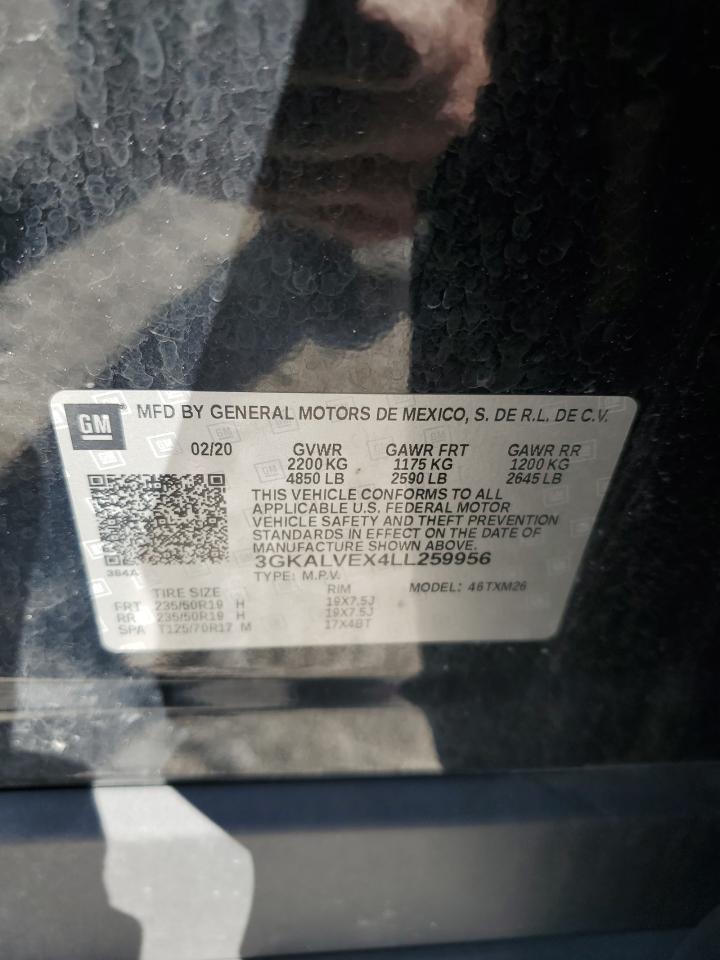 GM MFD BY GENERAL MOTORS DE MEXICO, S. DE R.L. DE C.V.
02/20 GVWR GAWR FRT GAWR RR
2200 KG 1175 KG 1200 KG
4850 LB 2590 LB 2645 LB
THIS VEHICLE CONFORMS TO ALL
APPLICABLE U.S. FEDERAL MOTOR
VEHICLE SAFETY AND THEFT PREVENTION
STANDARDS IN EFFECT ON THE DATE OF
MANUFACTURE SHOWN ABOVE.
384A 3GKALVEX4LL259956
TYPE: M.P.V. MODEL: 46TXM26
TIRE SIZE RIM
FRT 235/50R19 H 19X7.5J
RR 235/50R19 H 19X7.5J
SPA T125/70R17 M 17X4BT